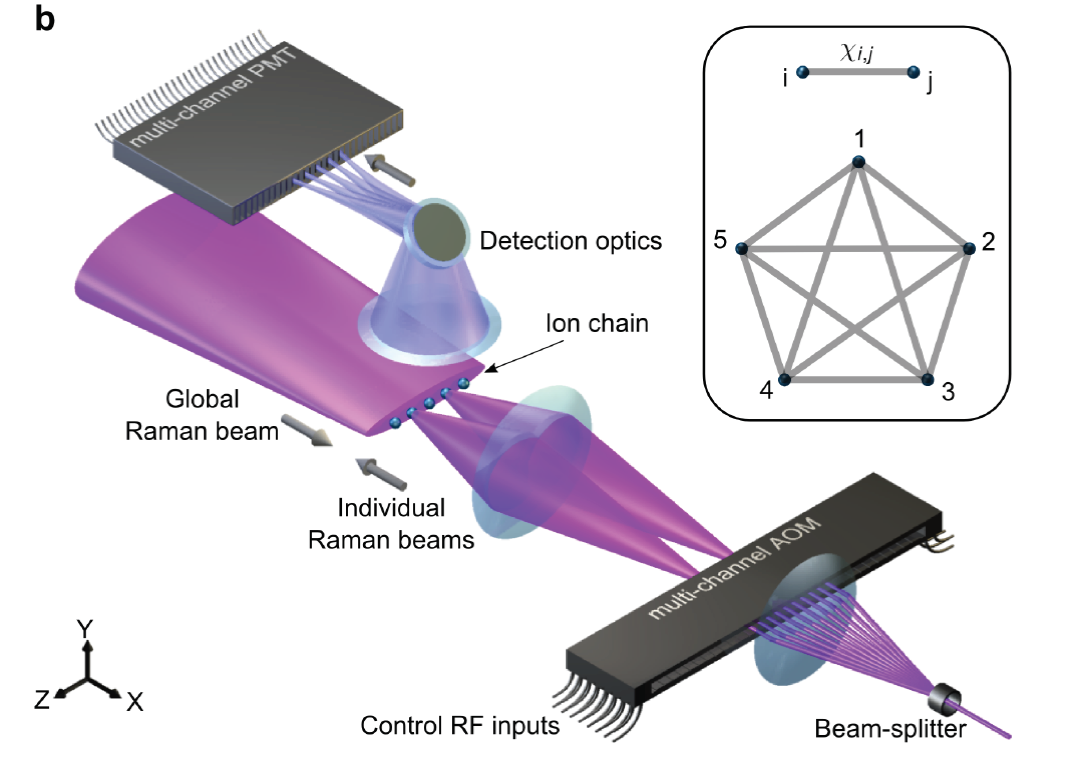 b
multi-channel PMT
χi,j
i
j
1
5
2
4
3
Detection optics
Ion chain
Global
Raman beam
Individual
Raman beams
multi-channel AOM
Y
Z
X
Control RF inputs
Beam-splitter